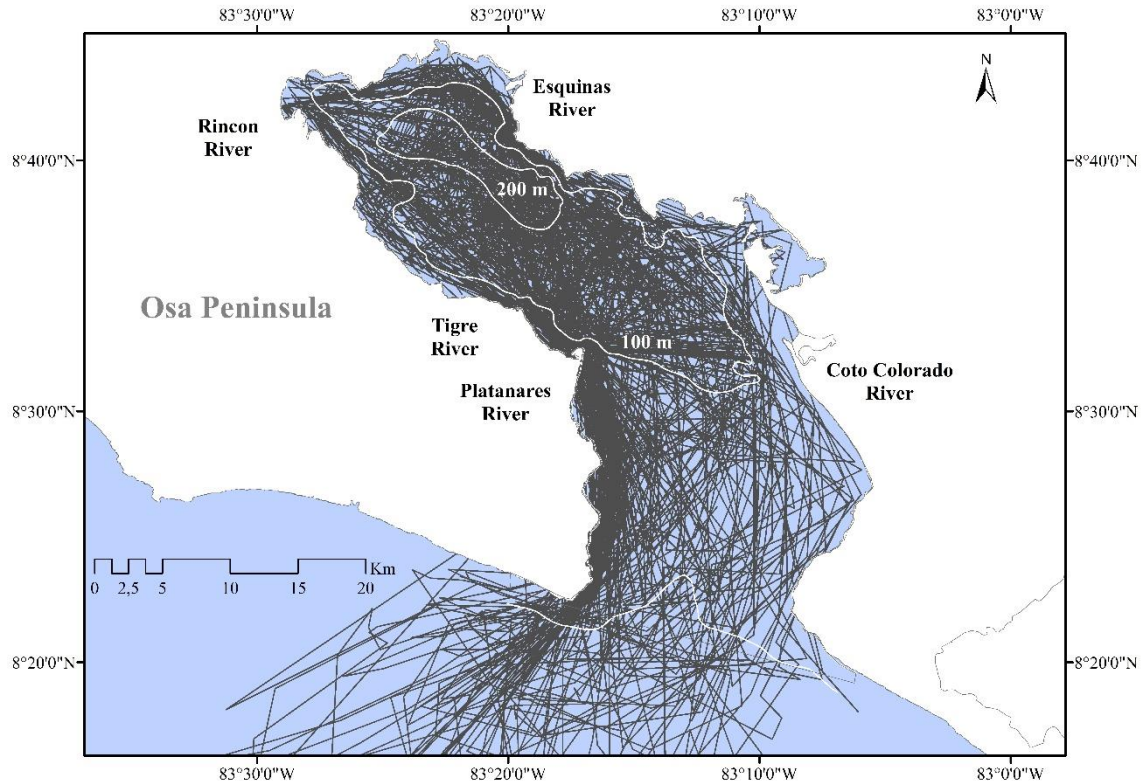 83°30'0"W 83°20'0"W 83°10'0"W 83°0'0"W
N
Esquinas
River
Rincon
River
8°40'0"N 8°40'0"N
200 m
Osa Peninsula
Tigre
River
100 m
Coto Colorado
River
Platanares
River
8°30'0"N 8°30'0"N
Km
0 2,5 5 10 15 20
8°20'0"N 8°20'0"N
83°30'0"W 83°20'0"W 83°10'0"W 83°0'0"W